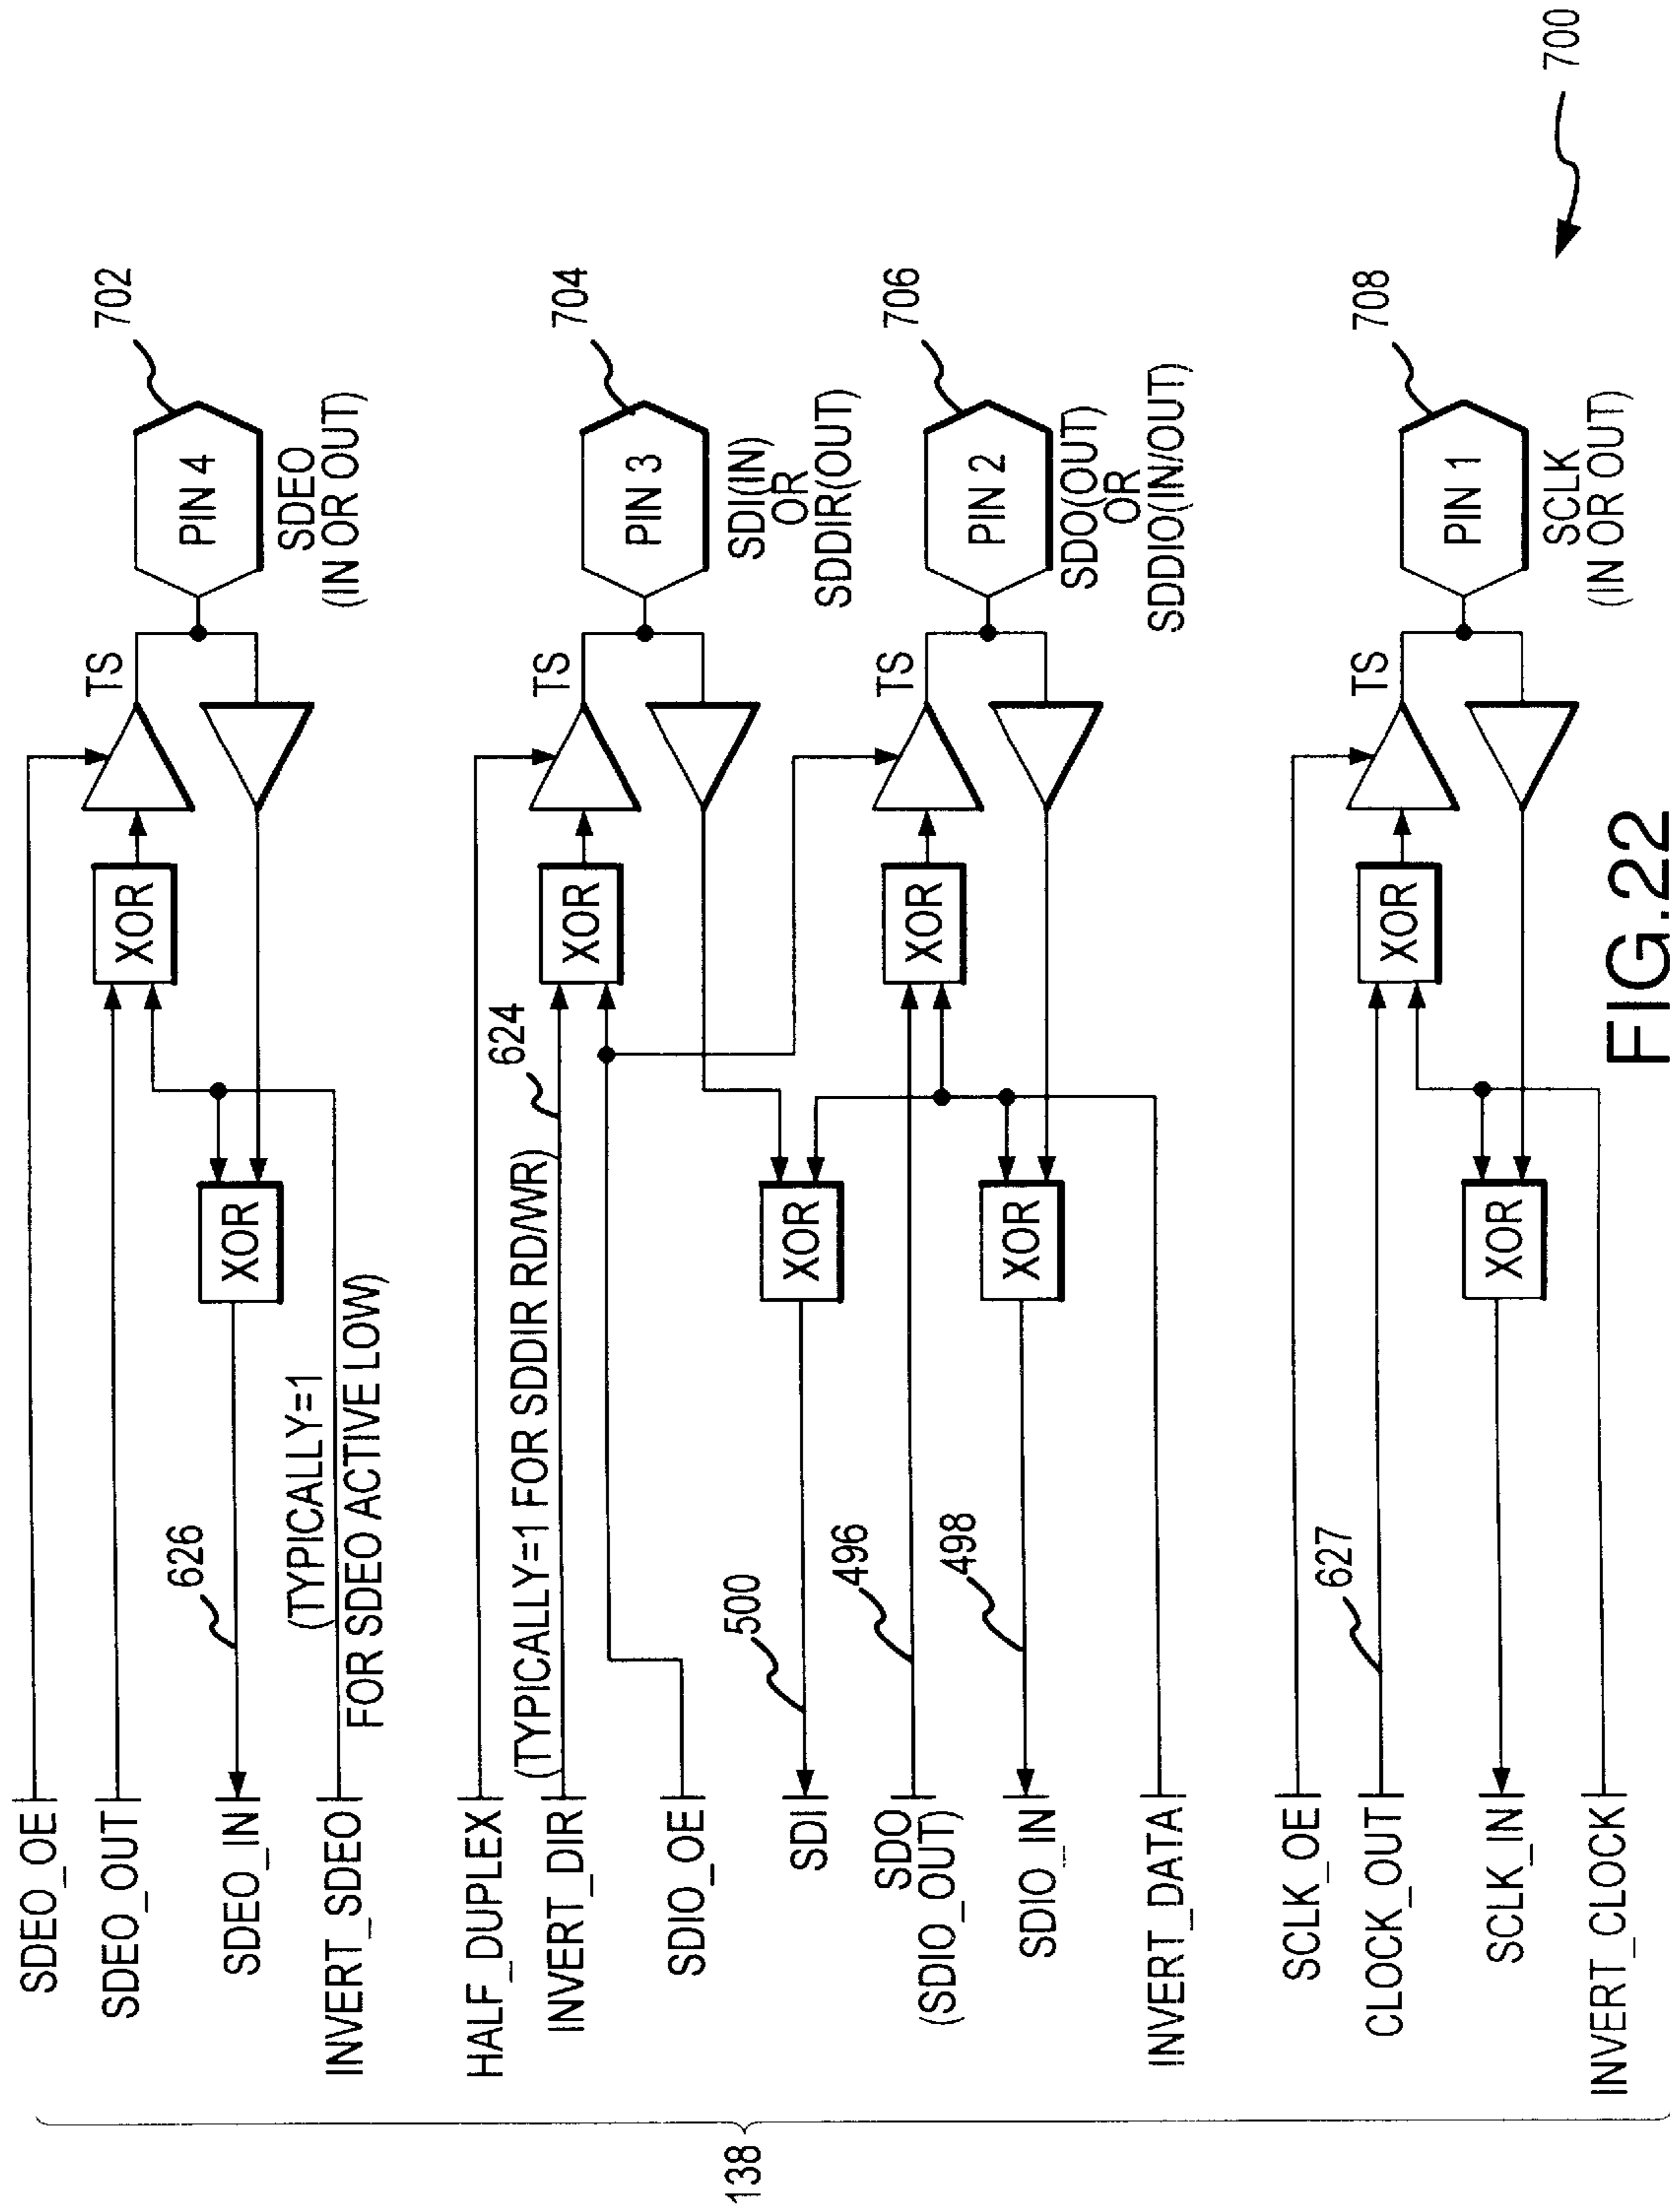 138
SDEO_OE
SDEO_OUT
SDEO_IN
INVERT_SDEO
626
(TYPICALLY=1
FOR SDEO ACTIVE LOW)
XOR
XOR
TS
PIN 4
702
SDEO
(IN OR OUT)
HALF_DUPLEX
INVERT_DIR
(TYPICALLY=1 FOR SDDIR RD/WR)
624
SDIO_OE
XOR
TS
PIN 3
704
SDI(IN)
OR
SDDIR(OUT)
SDI
500
XOR
SDO
(SDIO_OUT)
496
SDIO_IN
498
INVERT_DATA
XOR
XOR
TS
PIN 2
706
SDO(OUT)
OR
SDDIO(IN/OUT)
SCLK_OE
CLOCK_OUT
627
SCLK_IN
INVERT_CLOCK
XOR
XOR
TS
PIN 1
708
SCLK
(IN OR OUT)
700
FIG.22